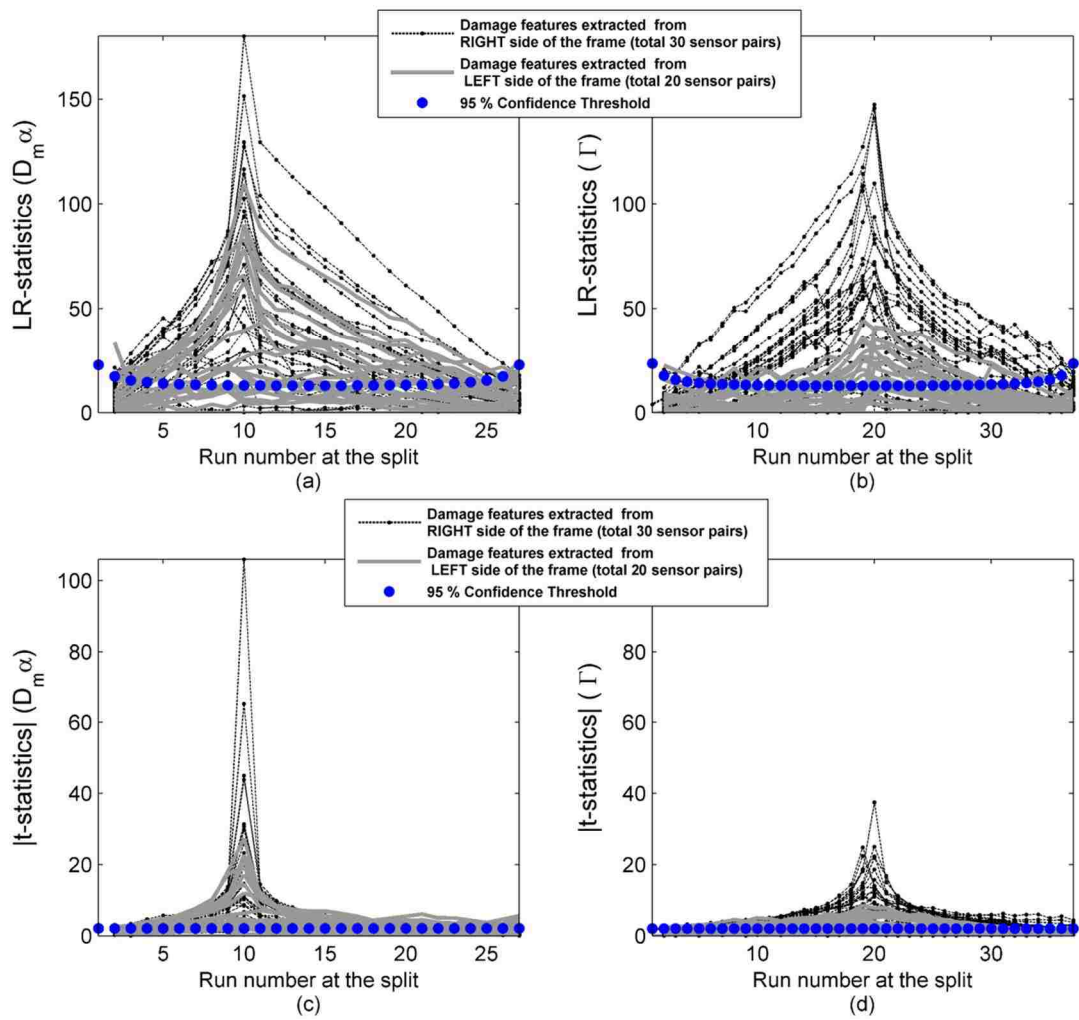 Damage features extracted from
RIGHT side of the frame (total 30 sensor pairs)
Damage features extracted from
LEFT side of the frame (total 20 sensor pairs)
95 % Confidence Threshold
LR-statistics (D_m α)
150
100
50
0
5
10
15
20
25
Run number at the split
(a)
LR-statistics ( Γ)
150
100
50
0
10
20
30
Run number at the split
(b)
Damage features extracted from
RIGHT side of the frame (total 30 sensor pairs)
Damage features extracted from
LEFT side of the frame (total 20 sensor pairs)
95 % Confidence Threshold
|t-statistics| (D_m α)
100
80
60
40
20
0
5
10
15
20
25
Run number at the split
(c)
|t-statistics| ( Γ)
100
80
60
40
20
0
10
20
30
Run number at the split
(d)